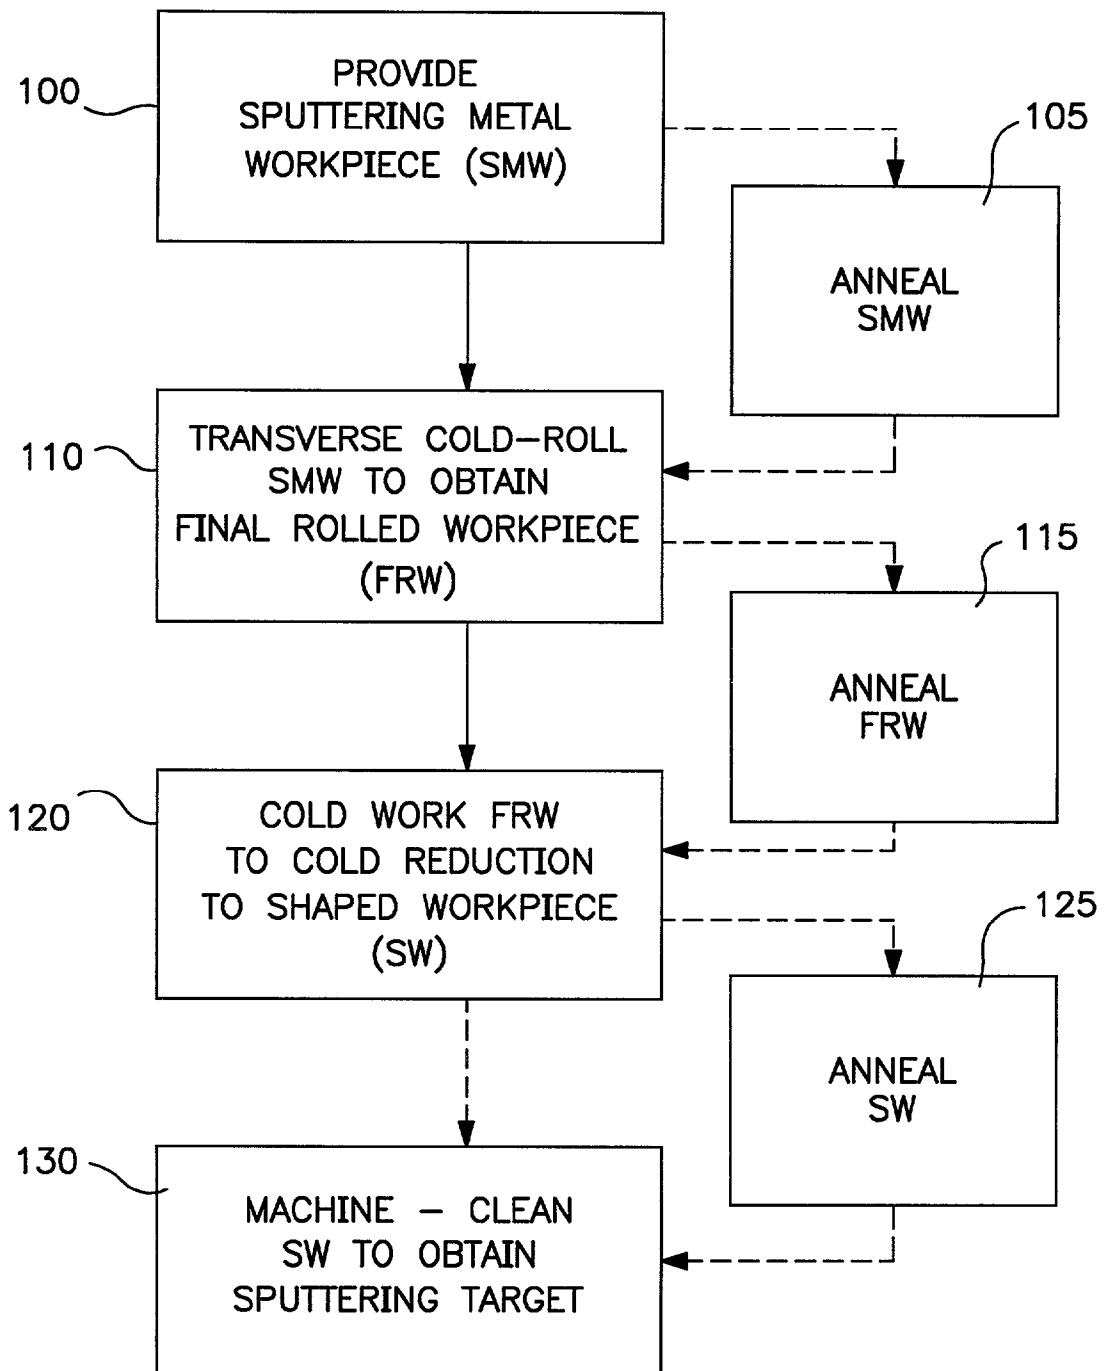 100
PROVIDE
SPUTTERING METAL
WORKPIECE (SMW)
105
ANNEAL
SMW
110
TRANSVERSE COLD-ROLL
SMW TO OBTAIN
FINAL ROLLED WORKPIECE
(FRW)
115
ANNEAL
FRW
120
COLD WORK FRW
TO COLD REDUCTION
TO SHAPED WORKPIECE
(SW)
125
ANNEAL
SW
130
MACHINE - CLEAN
SW TO OBTAIN
SPUTTERING TARGET